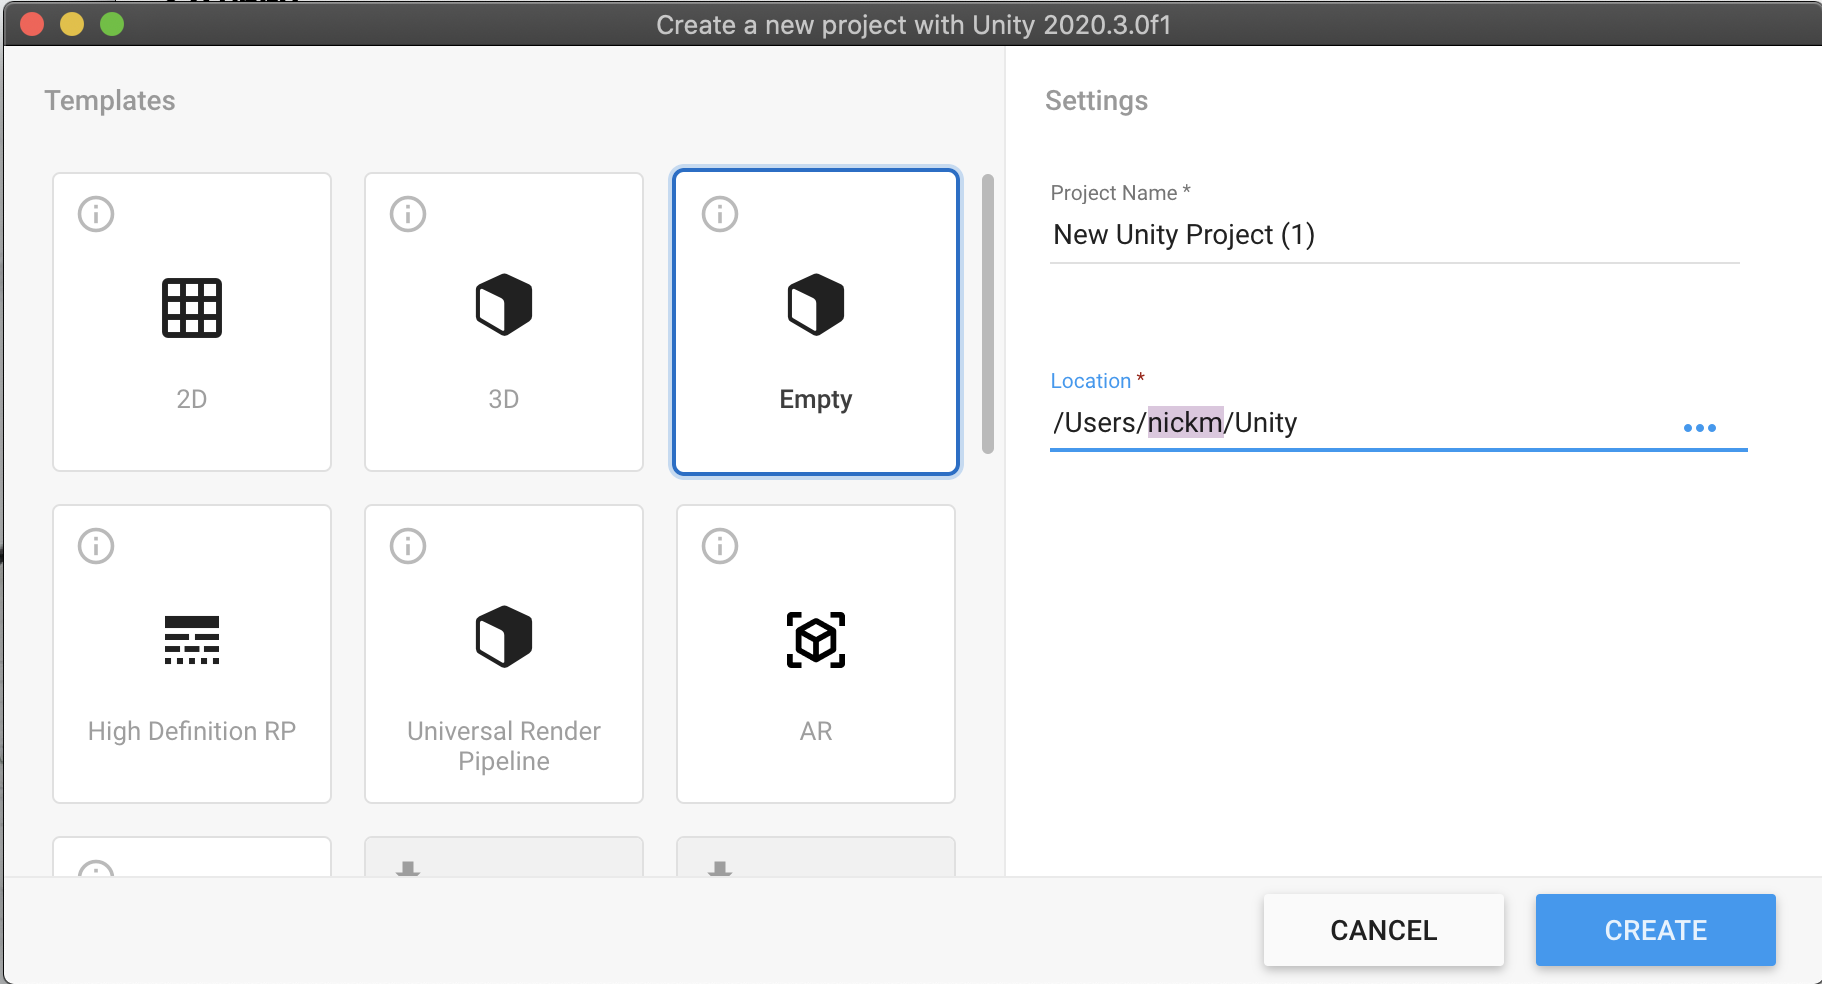 Create a new project with Unity 2020.3.0f1
Templates
2D
3D
Empty
High Definition RP
Universal Render
Pipeline
AR
Settings
Project Name *
New Unity Project (1)
Location *
/Users/nickm/Unity
CANCEL
CREATE